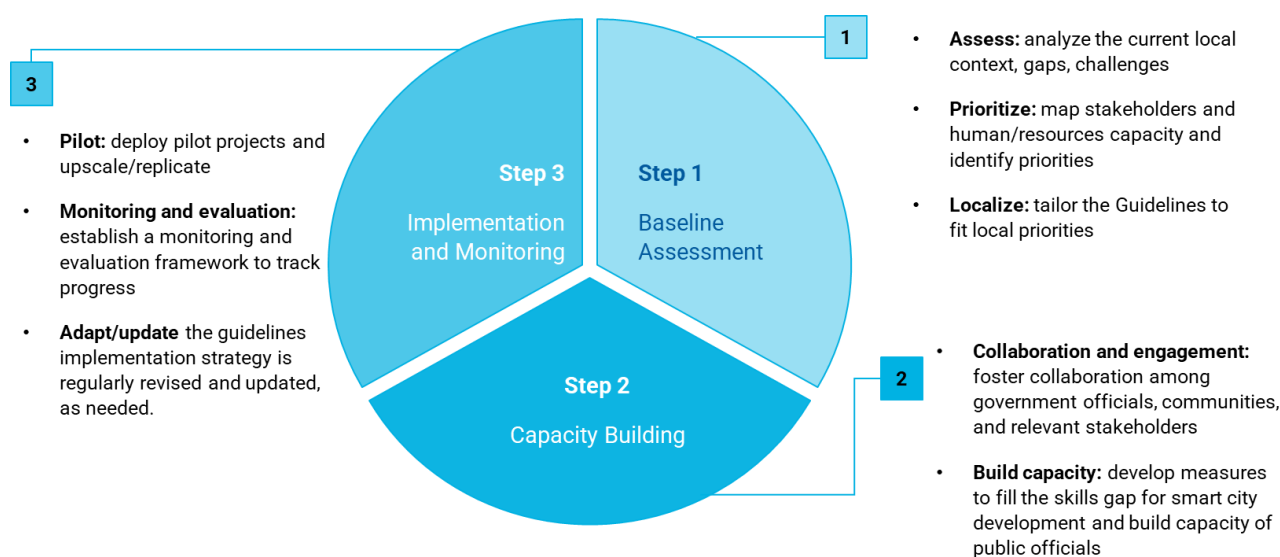 1
• Assess: analyze the current local
context, gaps, challenges
• Prioritize: map stakeholders and
human/resources capacity and
identify priorities
• Localize: tailor the Guidelines to
fit local priorities
Step 1
Baseline
Assessment
2
• Collaboration and engagement:
foster collaboration among
government officials, communities,
and relevant stakeholders
• Build capacity: develop measures
to fill the skills gap for smart city
development and build capacity of
public officials
Step 2
Capacity Building
3
• Pilot: deploy pilot projects and
upscale/replicate
• Monitoring and evaluation:
establish a monitoring and
evaluation framework to track
progress
• Adapt/update the guidelines
implementation strategy is
regularly revised and updated,
as needed.
Step 3
Implementation
and Monitoring